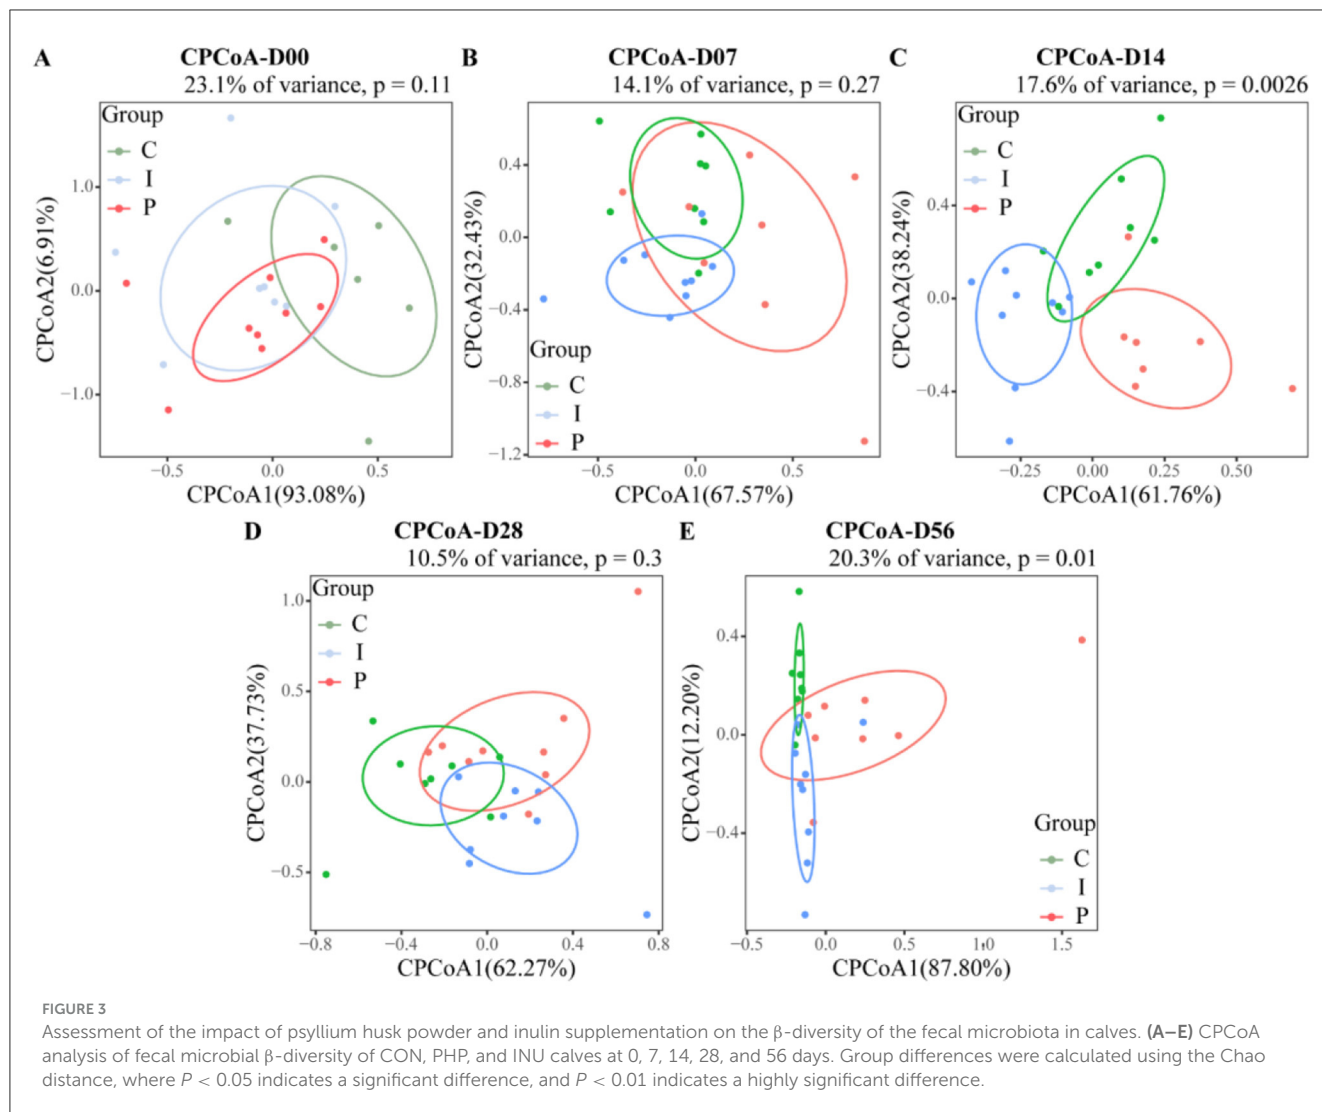 A
CPCoA-D00
23.1% of variance, p = 0.11
Group
C
I
P
1.0
0.0
−1.0
CPCoA2(6.91%)
−0.5
0.0
0.5
CPCoA1(93.08%)
B
CPCoA-D07
14.1% of variance, p = 0.27
0.4
0.0
−0.4
−0.8
−1.2
CPCoA2(32.43%)
Group
C
I
P
−0.5
0.0
0.5
CPCoA1(67.57%)
C
CPCoA-D14
17.6% of variance, p = 0.0026
Group
C
I
P
0.4
0.0
−0.4
CPCoA2(38.24%)
−0.25
0.00
0.25
0.50
CPCoA1(61.76%)
D
CPCoA-D28
10.5% of variance, p = 0.3
Group
C
I
P
1.0
0.5
0.0
−0.5
CPCoA2(37.73%)
−0.8
−0.4
0.0
0.4
0.8
CPCoA1(62.27%)
E
CPCoA-D56
20.3% of variance, p = 0.01
0.4
0.0
−0.4
CPCoA2(12.20%)
Group
C
I
P
−0.5
0.0
0.5
1.0
1.5
CPCoA1(87.80%)
FIGURE 3
Assessment of the impact of psyllium husk powder and inulin supplementation on the β-diversity of the fecal microbiota in calves. (A–E) CPCoA
analysis of fecal microbial β-diversity of CON, PHP, and INU calves at 0, 7, 14, 28, and 56 days. Group differences were calculated using the Chao
distance, where P < 0.05 indicates a significant difference, and P < 0.01 indicates a highly significant difference.